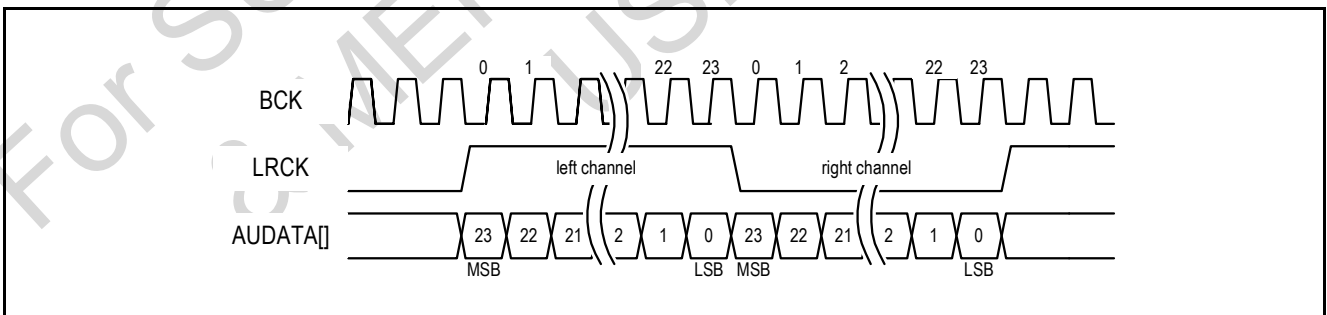 0 1 22 23 0 1 2 22 23
BCK
LRCK left channel right channel
AUDATA[] 23 22 21 2 1 0 23 22 21 2 1 0
MSB LSB MSB LSB
For S